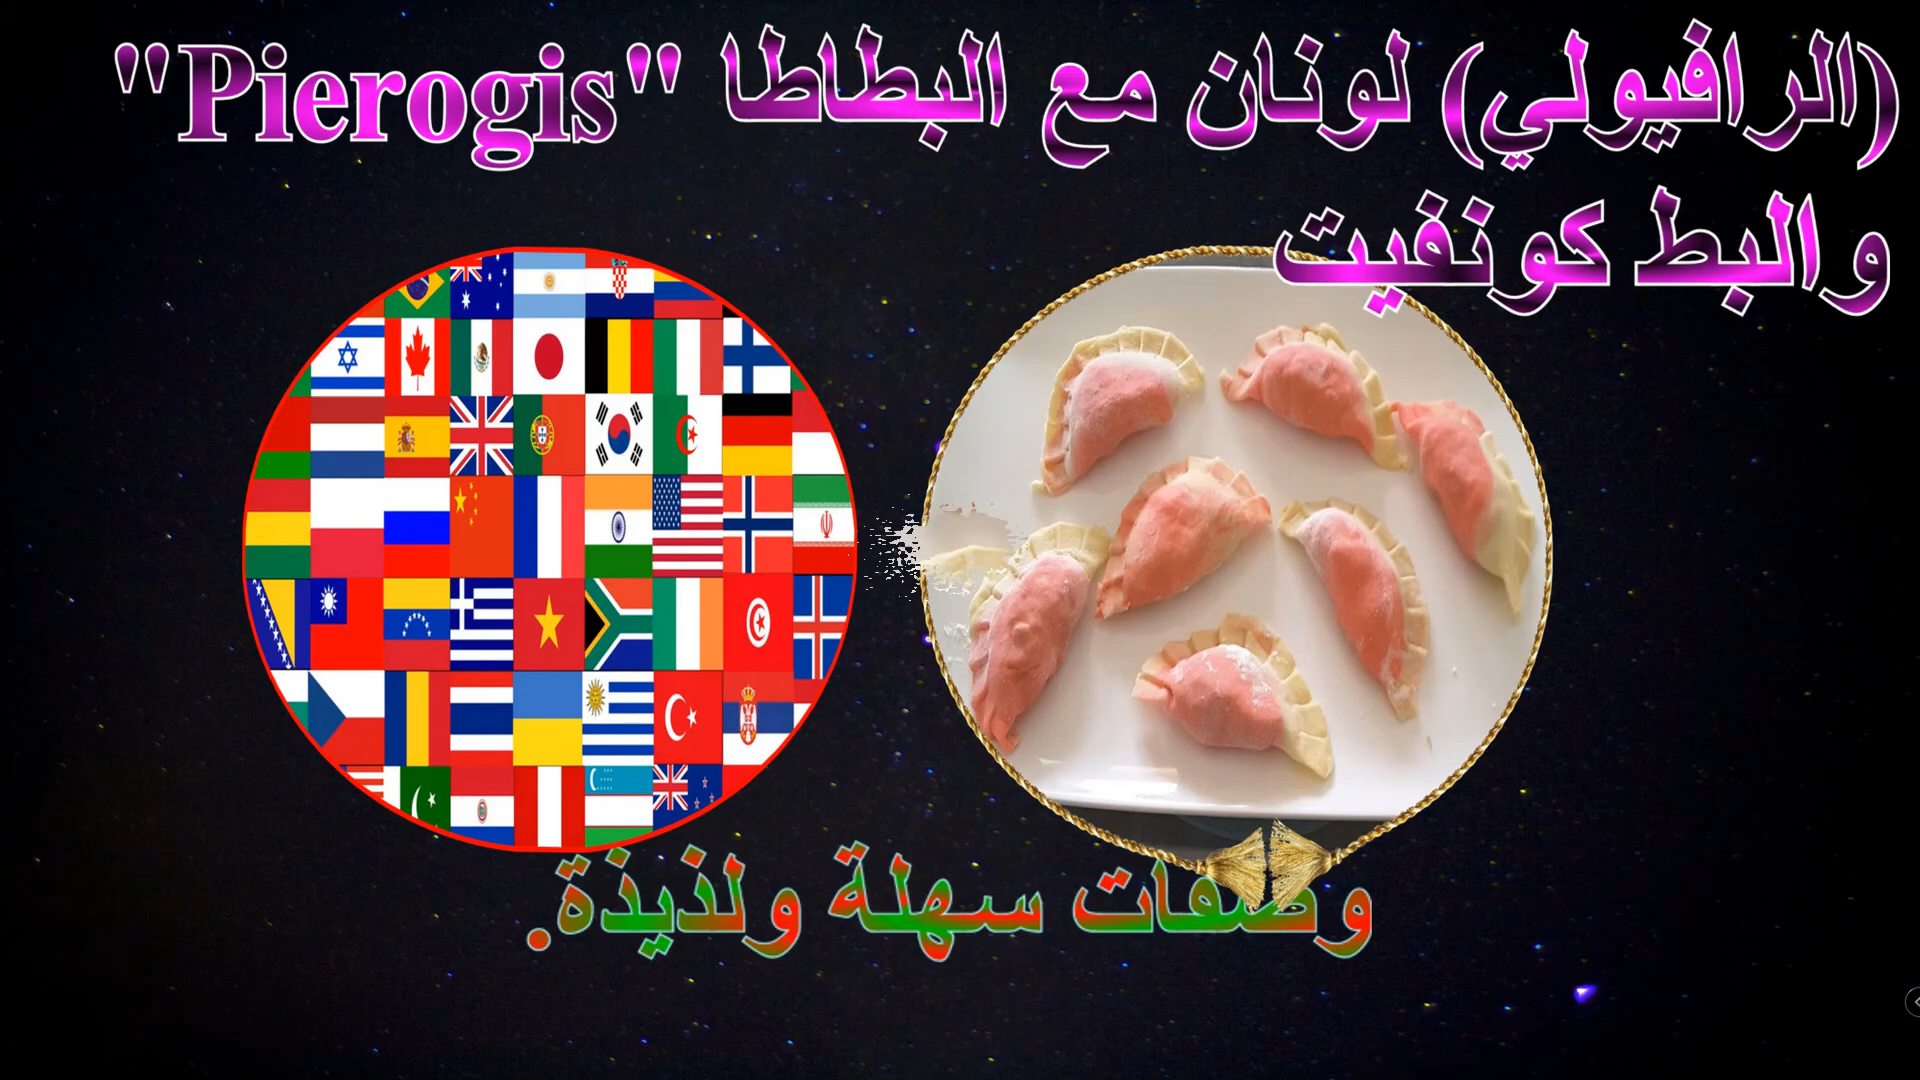 (الرافيولي) لونان مع البطاطا "Pierogis"
والبط كونفيت
وصفات سهلة ولذيذة.